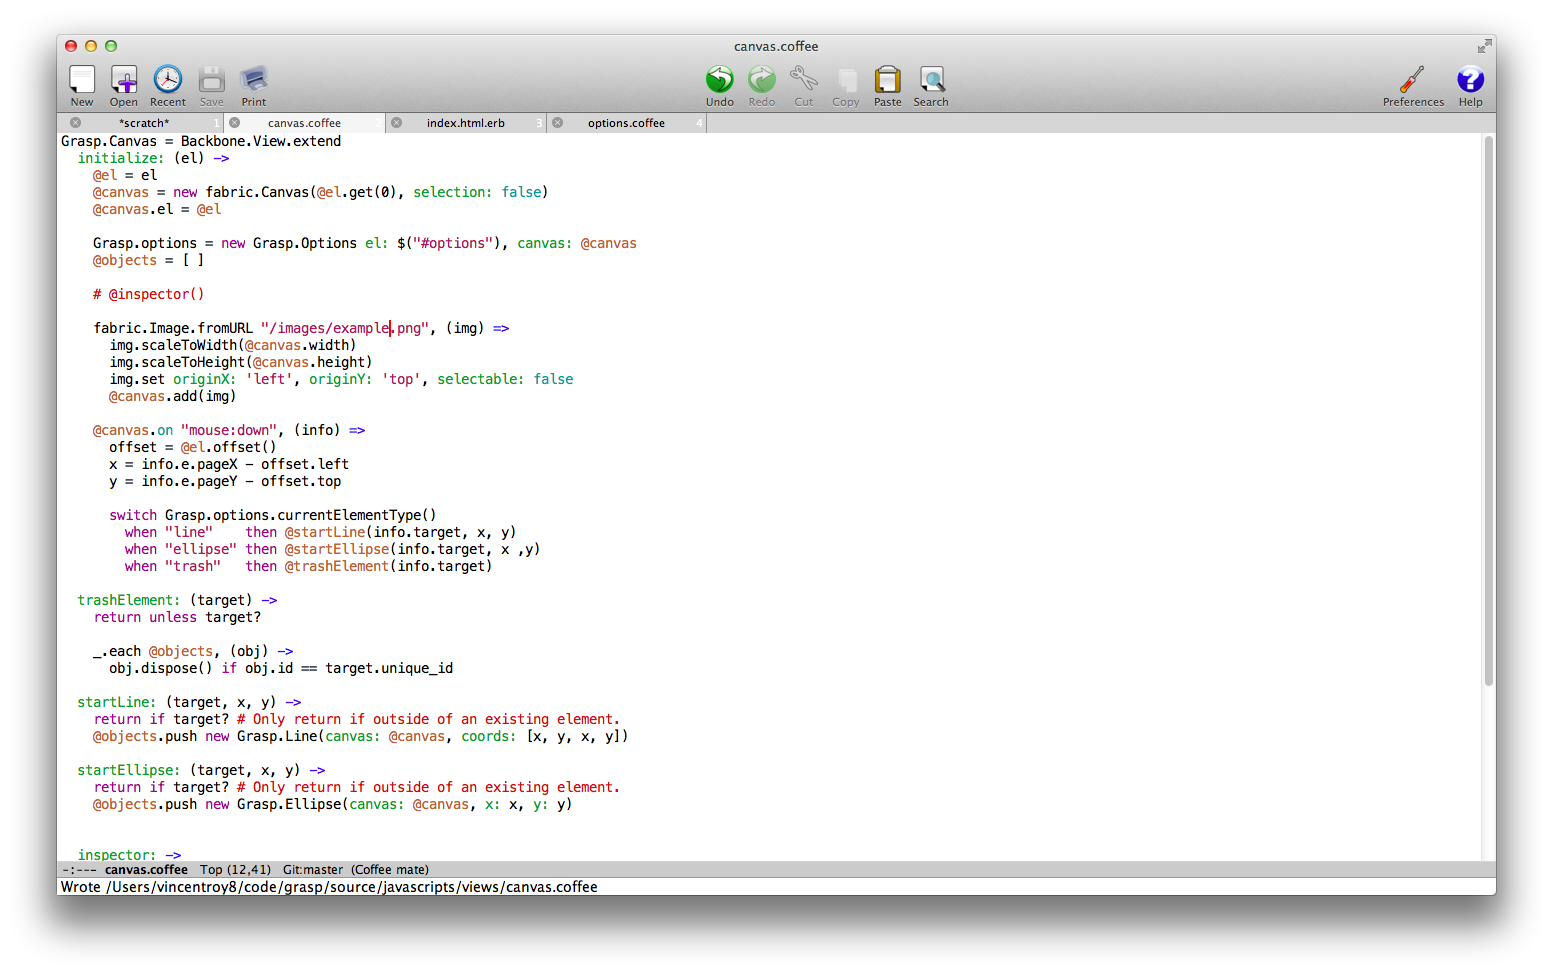 canvas.coffee
New Open Recent Save Print Undo Redo Cut Copy Paste Search Preferences Help
*scratch* 1 canvas.coffee 2 index.html.erb 3 options.coffee 4
Grasp.Canvas = Backbone.View.extend
  initialize: (el) ->
    @el = el
    @canvas = new fabric.Canvas(@el.get(0), selection: false)
    @canvas.el = @el
    Grasp.options = new Grasp.Options el: $("#options"), canvas: @canvas
    @objects = [ ]
    # @inspector()
    fabric.Image.fromURL "/images/example.png", (img) =>
      img.scaleToWidth(@canvas.width)
      img.scaleToHeight(@canvas.height)
      img.set originX: 'left', originY: 'top', selectable: false
      @canvas.add(img)
    @canvas.on "mouse:down", (info) =>
      offset = @el.offset()
      x = info.e.pageX - offset.left
      y = info.e.pageY - offset.top
      switch Grasp.options.currentElementType()
        when "line"    then @startLine(info.target, x, y)
        when "ellipse" then @startEllipse(info.target, x ,y)
        when "trash"   then @trashElement(info.target)
  trashElement: (target) ->
    return unless target?
    _.each @objects, (obj) ->
      obj.dispose() if obj.id == target.unique_id
  startLine: (target, x, y) ->
    return if target? # Only return if outside of an existing element.
    @objects.push new Grasp.Line(canvas: @canvas, coords: [x, y, x, y])
  startEllipse: (target, x, y) ->
    return if target? # Only return if outside of an existing element.
    @objects.push new Grasp.Ellipse(canvas: @canvas, x: x, y: y)
  inspector: ->
-:--- canvas.coffee Top (12,41) Git:master (Coffee mate)
Wrote /Users/vincentroy8/code/grasp/source/javascripts/views/canvas.coffee